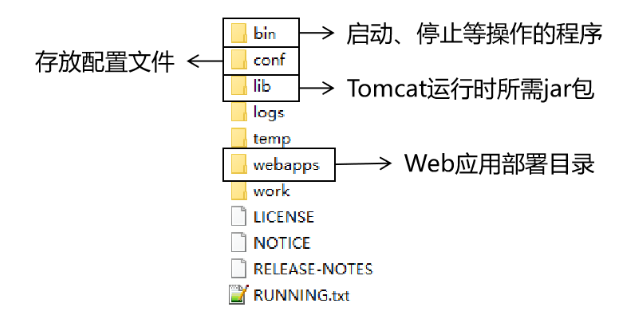 bin
启动、停止等操作的程序
存放配置文件
conf
lib
Tomcat运行时所需jar包
logs
temp
webapps
Web应用部署目录
work
LICENSE
NOTICE
RELEASE-NOTES
RUNNING.txt